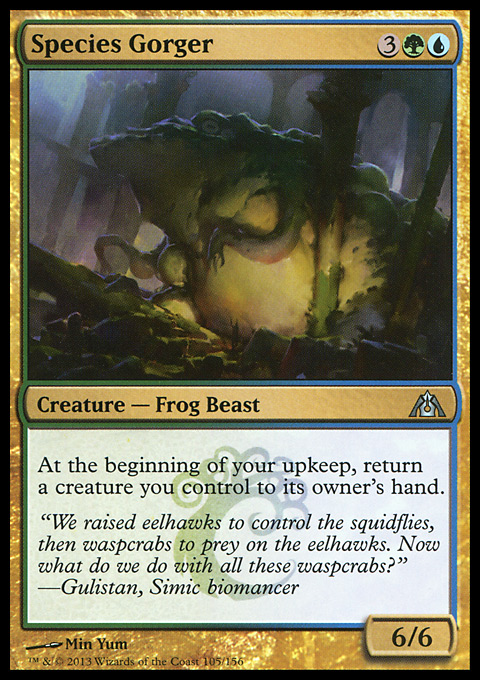 Species Gorger 3
Creature — Frog Beast
At the beginning of your upkeep, return
a creature you control to its owner's hand.
"We raised eelhawks to control the squidflies,
then waspcrabs to prey on the eelhawks. Now
what do we do with all these waspcrabs?"
—Gulistan, Simic biomancer
6/6
Min Yum
™ & © 2013 Wizards of the Coast 105/156